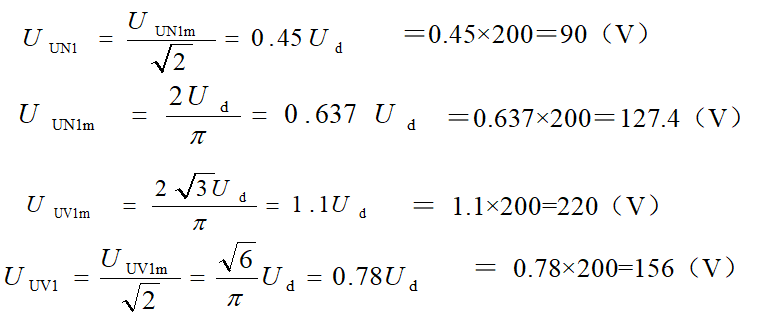 U_UN1 = U_UN1m / √2 = 0.45 U_d ＝0.45×200＝90（V）
U_UN1m = 2U_d / π = 0.637 U_d ＝0.637×200＝127.4（V）
U_UV1m = 2√3U_d / π = 1.1U_d ＝ 1.1×200=220（V）
U_UV1 = U_UV1m / √2 = √6 / π U_d = 0.78U_d ＝ 0.78×200=156（V）